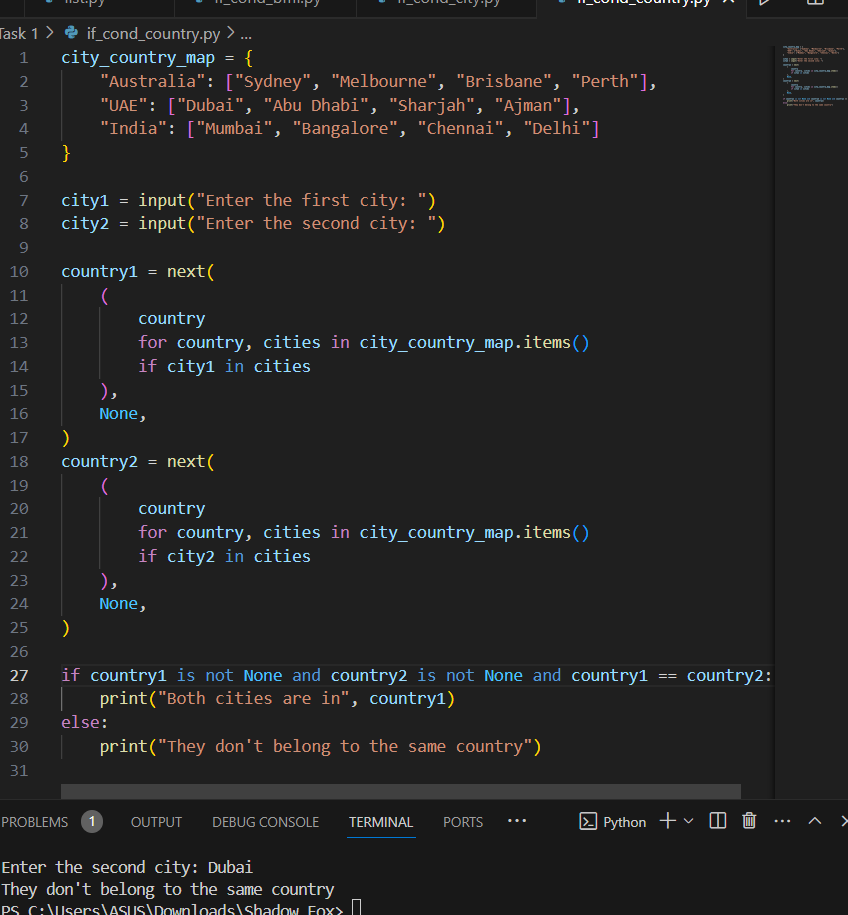 list.py if_cond_bmi.py if_cond_city.py if_cond_country.py
Task 1 > if_cond_country.py > ...
1 city_country_map = {
2     "Australia": ["Sydney", "Melbourne", "Brisbane", "Perth"],
3     "UAE": ["Dubai", "Abu Dhabi", "Sharjah", "Ajman"],
4     "India": ["Mumbai", "Bangalore", "Chennai", "Delhi"]
5 }
6
7 city1 = input("Enter the first city: ")
8 city2 = input("Enter the second city: ")
9
10 country1 = next(
11     (
12         country
13         for country, cities in city_country_map.items()
14         if city1 in cities
15     ),
16     None,
17 )
18 country2 = next(
19     (
20         country
21         for country, cities in city_country_map.items()
22         if city2 in cities
23     ),
24     None,
25 )
26
27 if country1 is not None and country2 is not None and country1 == country2:
28     print("Both cities are in", country1)
29 else:
30     print("They don't belong to the same country")
31
PROBLEMS 1 OUTPUT DEBUG CONSOLE TERMINAL PORTS ... Python
Enter the second city: Dubai
They don't belong to the same country
PS C:\Users\ASUS\Downloads\Shadow Fox>